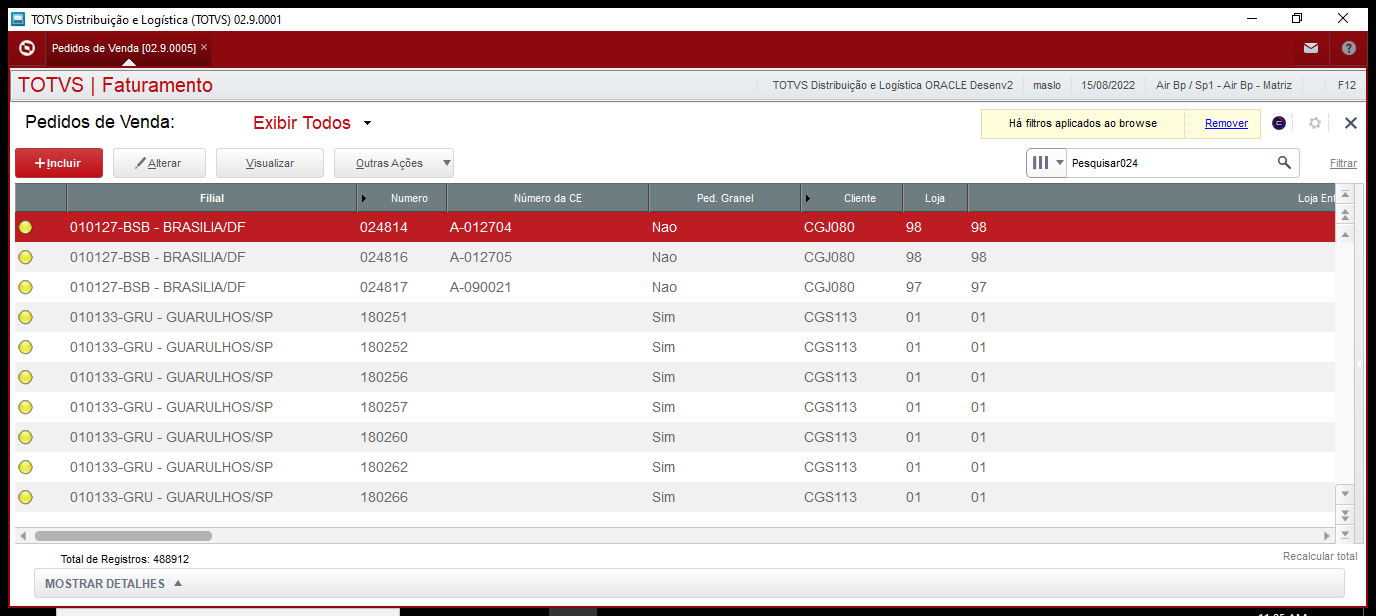 TOTVS Distribuição e Logística (TOTVS) 02.9.0001
Pedidos de Venda [02.9.0005]
TOTVS | Faturamento
TOTVS Distribuição e Logística ORACLE Desenv2 maslo 15/08/2022 Air Bp / Sp1 - Air Bp - Matriz F12
Pedidos de Venda: Exibir Todos
Há filtros aplicados ao browse Remover
+Incluir Alterar Visualizar Outras Ações Pesquisar024 Filtrar
Filial Numero Número da CE Ped. Granel Cliente Loja Loja Ent
010127-BSB - BRASILIA/DF 024814 A-012704 Nao CGJ080 98 98
010127-BSB - BRASILIA/DF 024816 A-012705 Nao CGJ080 98 98
010127-BSB - BRASILIA/DF 024817 A-090021 Nao CGJ080 97 97
010133-GRU - GUARULHOS/SP 180251 Sim CGS113 01 01
010133-GRU - GUARULHOS/SP 180252 Sim CGS113 01 01
010133-GRU - GUARULHOS/SP 180256 Sim CGS113 01 01
010133-GRU - GUARULHOS/SP 180257 Sim CGS113 01 01
010133-GRU - GUARULHOS/SP 180260 Sim CGS113 01 01
010133-GRU - GUARULHOS/SP 180262 Sim CGS113 01 01
010133-GRU - GUARULHOS/SP 180266 Sim CGS113 01 01
Total de Registros: 488912
Recalcular total
MOSTRAR DETALHES